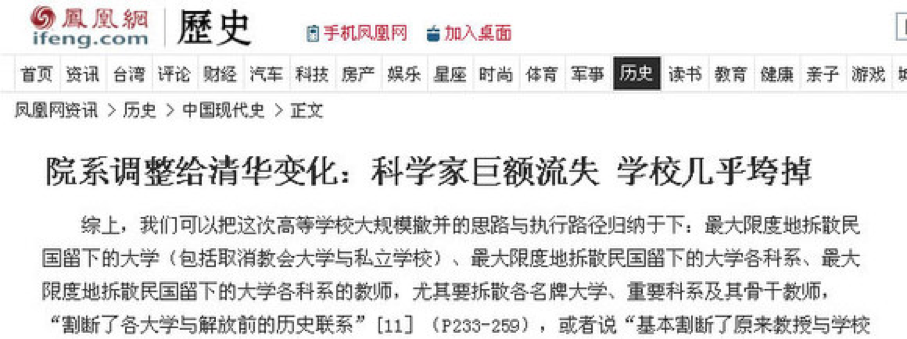 鳳凰網 歷史 手机凤凰网 加入桌面
ifeng.com
首页 资讯 台湾 评论 财经 汽车 科技 房产 娱乐 星座 时尚 体育 军事 历史 读书 教育 健康 亲子 游戏
凤凰网资讯 > 历史 > 中国现代史 > 正文
院系调整给清华变化：科学家巨额流失 学校几乎垮掉
综上，我们可以把这次高等学校大规模撤并的思路与执行路径归纳于下：最大限度地拆散民
国留下的大学（包括取消教会大学与私立学校）、最大限度地拆散民国留下的大学各科系、最大
限度地拆散民国留下的大学各科系的教师，尤其要拆散各名牌大学、重要科系及其骨干教师，
“割断了各大学与解放前的历史联系”[11]（P233-259），或者说“基本割断了原来教授与学校